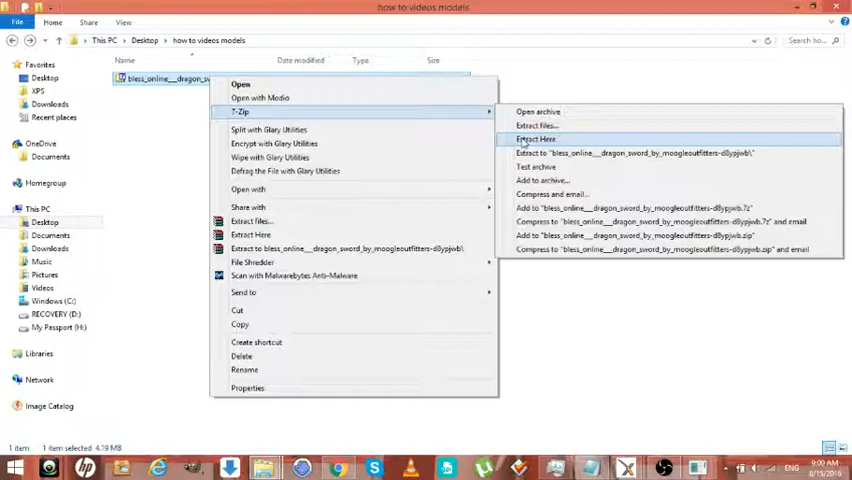 how to videos models
File
Home
Share
View
This PC
Desktop
how to videos models
Search ho...
Name
Date modified
Type
Size
Favorites
Desktop
XPS
Downloads
Recent places
OneDrive
Documents
Homegroup
This PC
Desktop
Documents
Downloads
Music
Pictures
Videos
Windows (C:)
RECOVERY (D:)
My Passport (H:)
Libraries
Network
Image Catalog
bless_online__dragon_sw
Open
Open with Modio
7-Zip
Split with Glary Utilities
Encrypt with Glary Utilities
Wipe with Glary Utilities
Defrag the File with Glary Utilities
Open with
Share with
Extract files...
Extract Here
Extract to bless_online__dragon_sword_by_moogleoutfitters-d8ypjwb\
File Shredder
Scan with Malwarebytes Anti-Malware
Send to
Cut
Copy
Create shortcut
Delete
Rename
Properties
Open archive
Extract files...
Extract Here
Extract to "bless_online__dragon_sword_by_moogleoutfitters-d8ypjwb\"
Test archive
Add to archive...
Compress and email...
Add to "bless_online__dragon_sword_by_moogleoutfitters-d8ypjwb.7z"
Compress to "bless_online__dragon_sword_by_moogleoutfitters-d8ypjwb.7z" and email
Add to "bless_online__dragon_sword_by_moogleoutfitters-d8ypjwb.zip"
Compress to "bless_online__dragon_sword_by_moogleoutfitters-d8ypjwb.zip" and email
1 item
1 item selected 4.19 MB
ENG
9:00 AM
8/15/2016